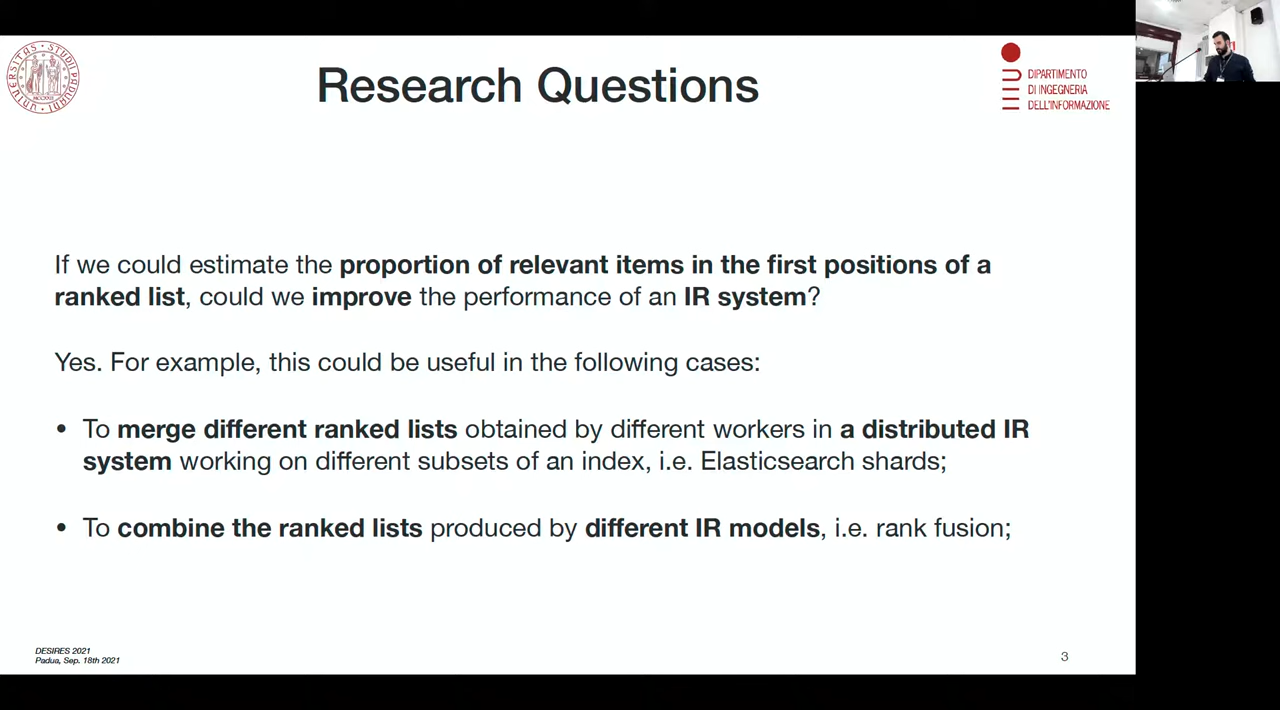 Research Questions
DIPARTIMENTO
DI INGEGNERIA
DELL'INFORMAZIONE
If we could estimate the proportion of relevant items in the first positions of a
ranked list, could we improve the performance of an IR system?
Yes. For example, this could be useful in the following cases:
• To merge different ranked lists obtained by different workers in a distributed IR
system working on different subsets of an index, i.e. Elasticsearch shards;
• To combine the ranked lists produced by different IR models, i.e. rank fusion;
DESIRES 2021
Padua, Sep. 18th 2021
3